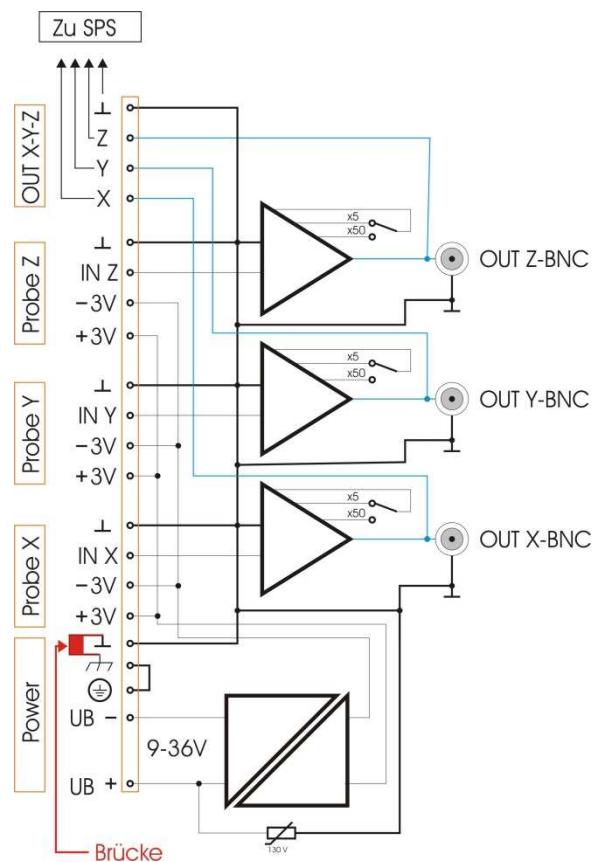 Zu SPS
OUT X-Y-Z
⊥
Z
Y
X
Probe Z
⊥
IN Z
−3V
+3V
x5
x50
OUT Z-BNC
Probe Y
⊥
IN Y
−3V
+3V
x5
x50
OUT Y-BNC
Probe X
⊥
IN X
−3V
+3V
x5
x50
OUT X-BNC
Power
⊥
UB −
9-36V
UB +
130 V
Brücke